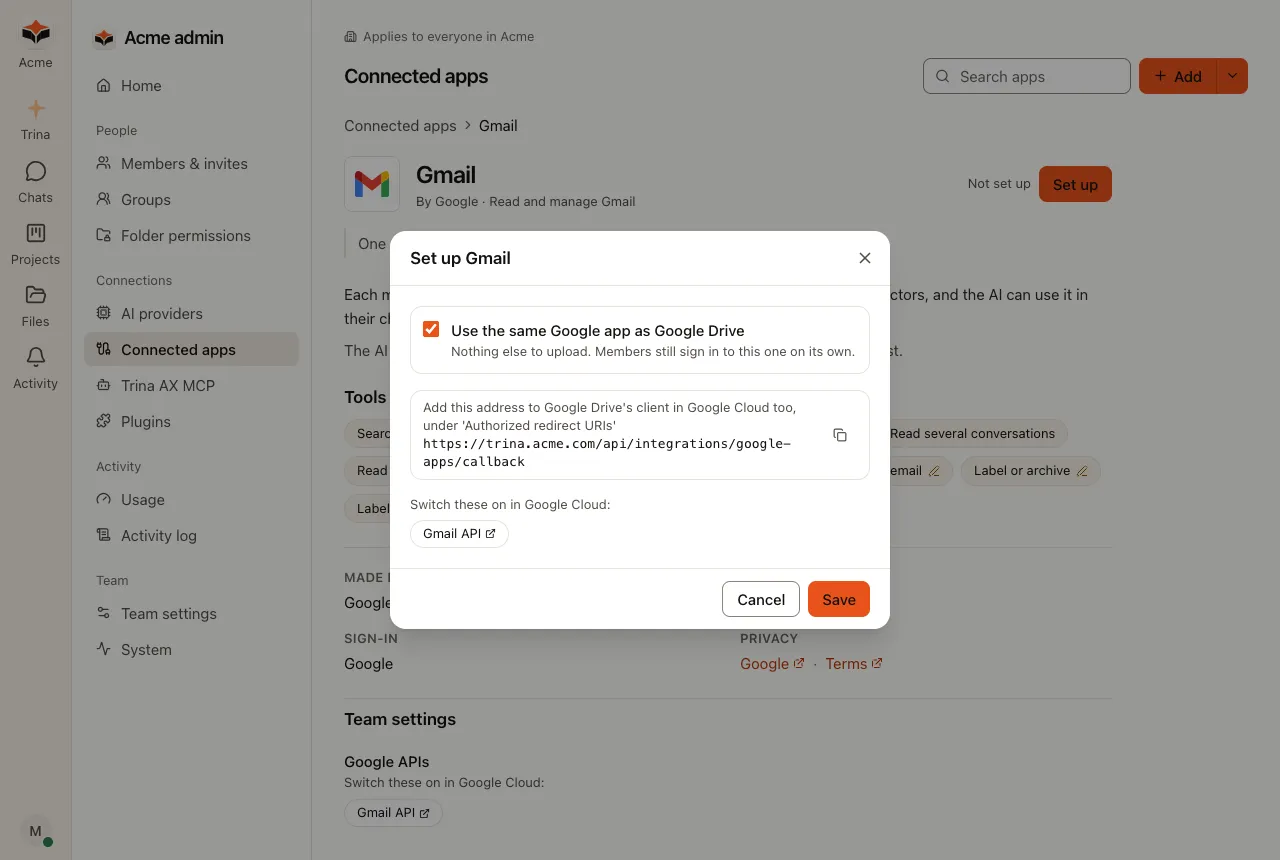 Acme
Trina
Chats
Projects
Files
Activity
M
Acme admin
Home
People
Members & invites
Groups
Folder permissions
Connections
AI providers
Connected apps
Trina AX MCP
Plugins
Activity
Usage
Activity log
Team
Team settings
System
Applies to everyone in Acme
Connected apps
Search apps
+ Add
Connected apps > Gmail
Gmail
By Google · Read and manage Gmail
Not set up
Set up
One
Each
ctors, and the AI can use it in
their
The AI
Tools
Read several conversations
Read
email
Label or archive
Label
Google
SIGN-IN
Google
PRIVACY
Google · Terms
Team settings
Google APIs
Switch these on in Google Cloud:
Gmail API
Set up Gmail
Use the same Google app as Google Drive
Nothing else to upload. Members still sign in to this one on its own.
Add this address to Google Drive's client in Google Cloud too,
under 'Authorized redirect URIs'
https://trina.acme.com/api/integrations/google-
apps/callback
Switch these on in Google Cloud:
Gmail API
Cancel
Save